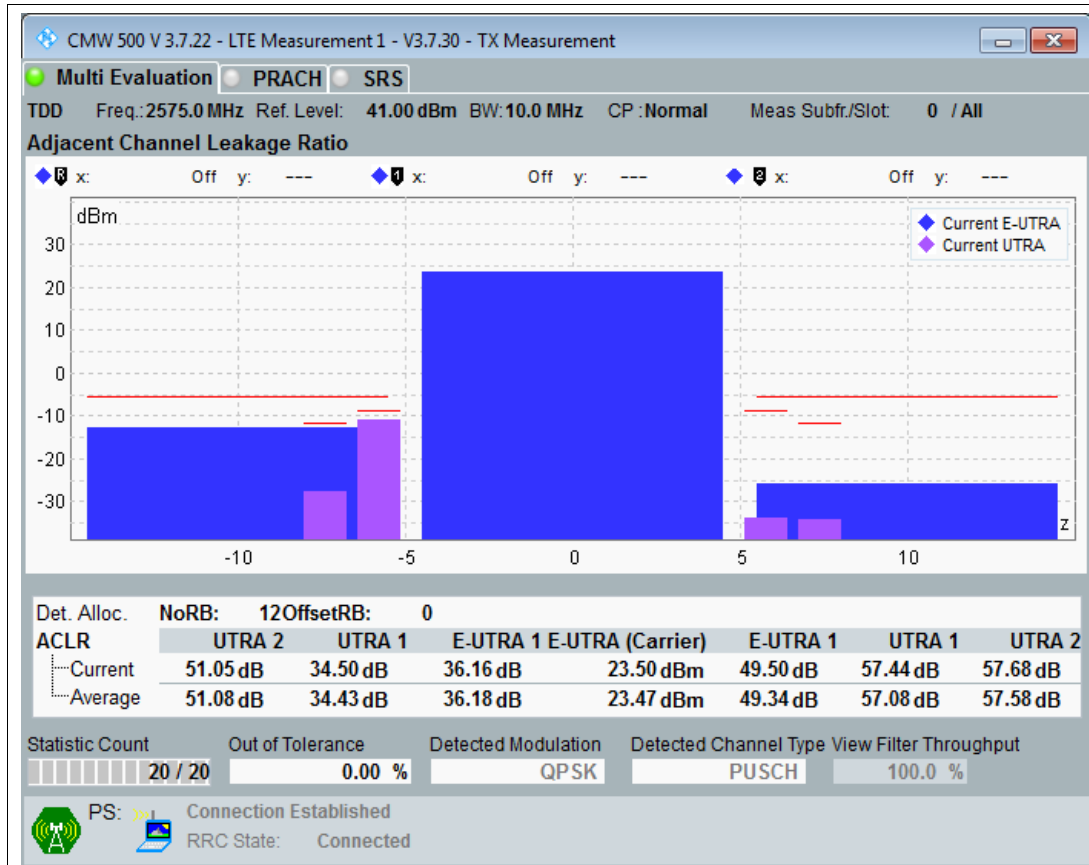 CMW 500 V 3.7.22 - LTE Measurement 1 - V3.7.30 - TX Measurement
Multi Evaluation PRACH SRS
TDD Freq.: 2575.0 MHz Ref. Level: 41.00 dBm BW: 10.0 MHz CP : Normal Meas Subfr./Slot: 0 / All
Adjacent Channel Leakage Ratio
R x: Off y: --- 1 x: Off y: --- 2 x: Off y: ---
dBm
Current E-UTRA
Current UTRA
30
20
10
0
-10
-20
-30
z
-10 -5 0 5 10
Det. Alloc. NoRB: 12 OffsetRB: 0
ACLR UTRA 2 UTRA 1 E-UTRA 1 E-UTRA (Carrier) E-UTRA 1 UTRA 1 UTRA 2
Current 51.05 dB 34.50 dB 36.16 dB 23.50 dBm 49.50 dB 57.44 dB 57.68 dB
Average 51.08 dB 34.43 dB 36.18 dB 23.47 dBm 49.34 dB 57.08 dB 57.58 dB
Statistic Count Out of Tolerance Detected Modulation Detected Channel Type View Filter Throughput
20 / 20 0.00 % QPSK PUSCH 100.0 %
PS: Connection Established
RRC State: Connected